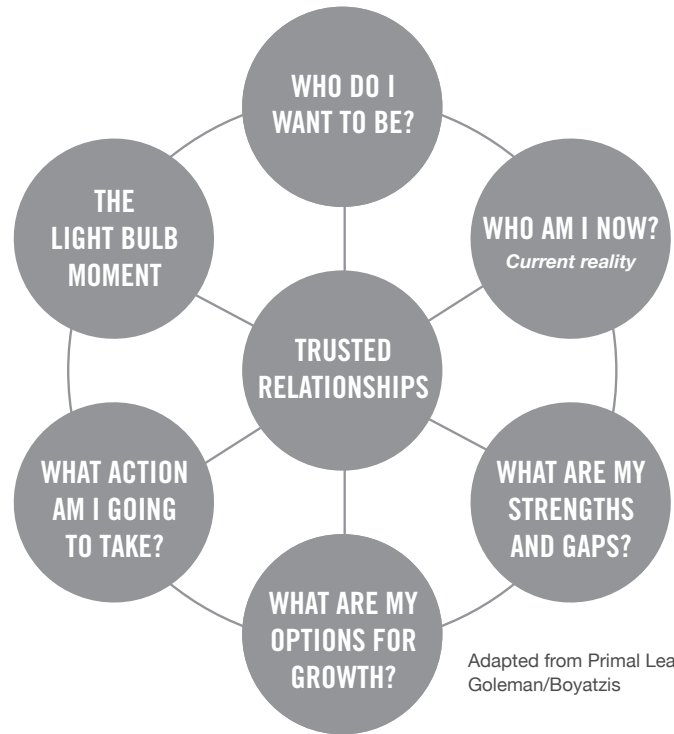 WHO DO I
WANT TO BE?
THE
LIGHT BULB
MOMENT
WHO AM I NOW?
Current reality
TRUSTED
RELATIONSHIPS
WHAT ACTION
AM I GOING
TO TAKE?
WHAT ARE MY
STRENGTHS
AND GAPS?
WHAT ARE MY
OPTIONS FOR
GROWTH?
Adapted from Primal Lea
Goleman/Boyatzis